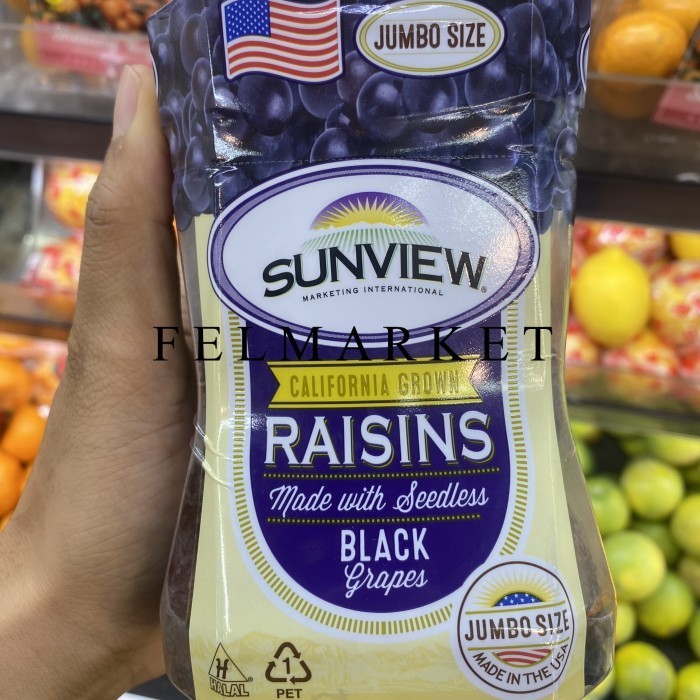 JUMBO SIZE
SUNVIEW®
MARKETING INTERNATIONAL
FELMARKET
CALIFORNIA GROWN
RAISINS
Made with Seedless
BLACK
Grapes
JUMBO SIZE
MADE IN THE USA
H
HALAL
1
PET